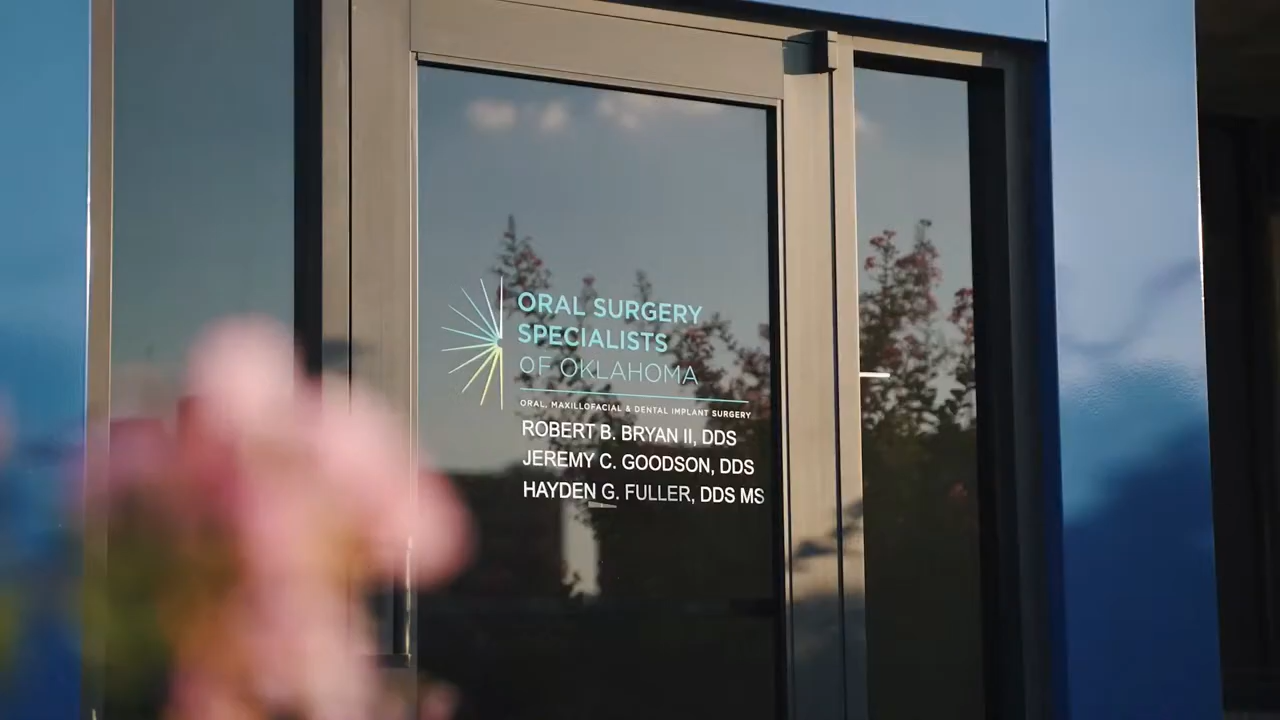 ORAL SURGERY
SPECIALISTS
OF OKLAHOMA
ORAL, MAXILLOFACIAL & DENTAL IMPLANT SURGERY
ROBERT B. BRYAN II, DDS
JEREMY C. GOODSON, DDS
HAYDEN G. FULLER, DDS MS